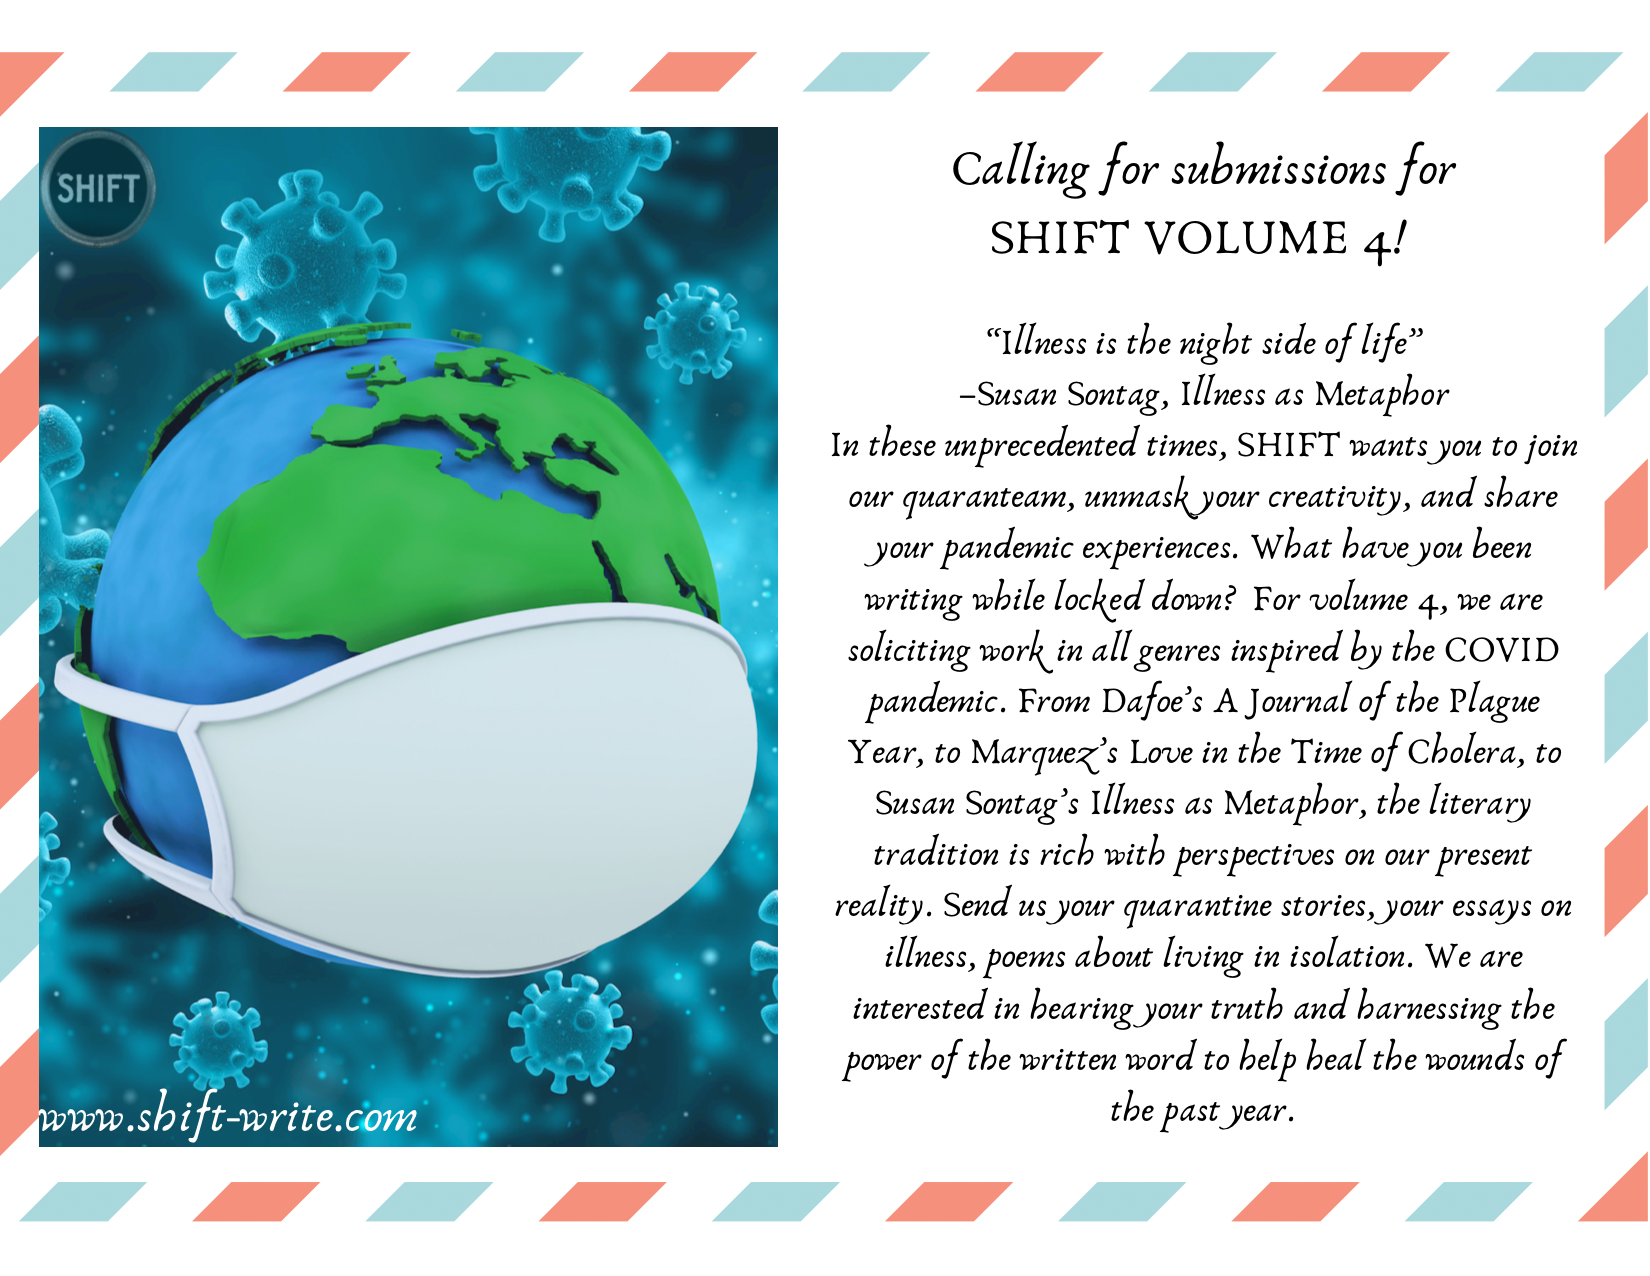 SHIFT
www.shift-write.com
Calling for submissions for
SHIFT VOLUME 4!
“Illness is the night side of life”
–Susan Sontag, Illness as Metaphor
In these unprecedented times, SHIFT wants you to join
our quaranteam, unmask your creativity, and share
your pandemic experiences. What have you been
writing while locked down?  For volume 4, we are
soliciting work in all genres inspired by the COVID
pandemic. From Dafoe’s A Journal of the Plague
Year, to Marquez’s Love in the Time of Cholera, to
Susan Sontag’s Illness as Metaphor, the literary
tradition is rich with perspectives on our present
reality. Send us your quarantine stories, your essays on
illness, poems about living in isolation. We are
interested in hearing your truth and harnessing the
power of the written word to help heal the wounds of
the past year.